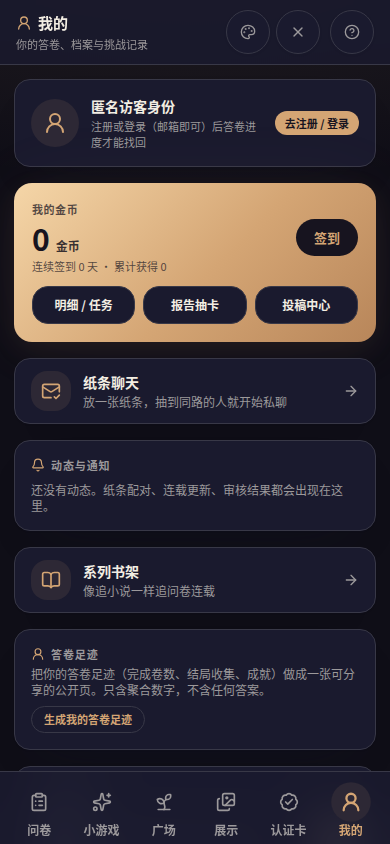 我的
你的答卷、档案与挑战记录
匿名访客身份
注册或登录（邮箱即可）后答卷进
度才能找回
去注册 / 登录
我的金币
0 金币
签到
连续签到 0 天 · 累计获得 0
明细 / 任务
报告抽卡
投稿中心
纸条聊天
放一张纸条，抽到同路的人就开始私聊
动态与通知
还没有动态。纸条配对、连载更新、审核结果都会出现在这
里。
系列书架
像追小说一样追问卷连载
答卷足迹
把你的答卷足迹（完成卷数、结局收集、成就）做成一张可分
享的公开页。只含聚合数字，不含任何答案。
生成我的答卷足迹
问卷
小游戏
广场
展示
认证卡
我的